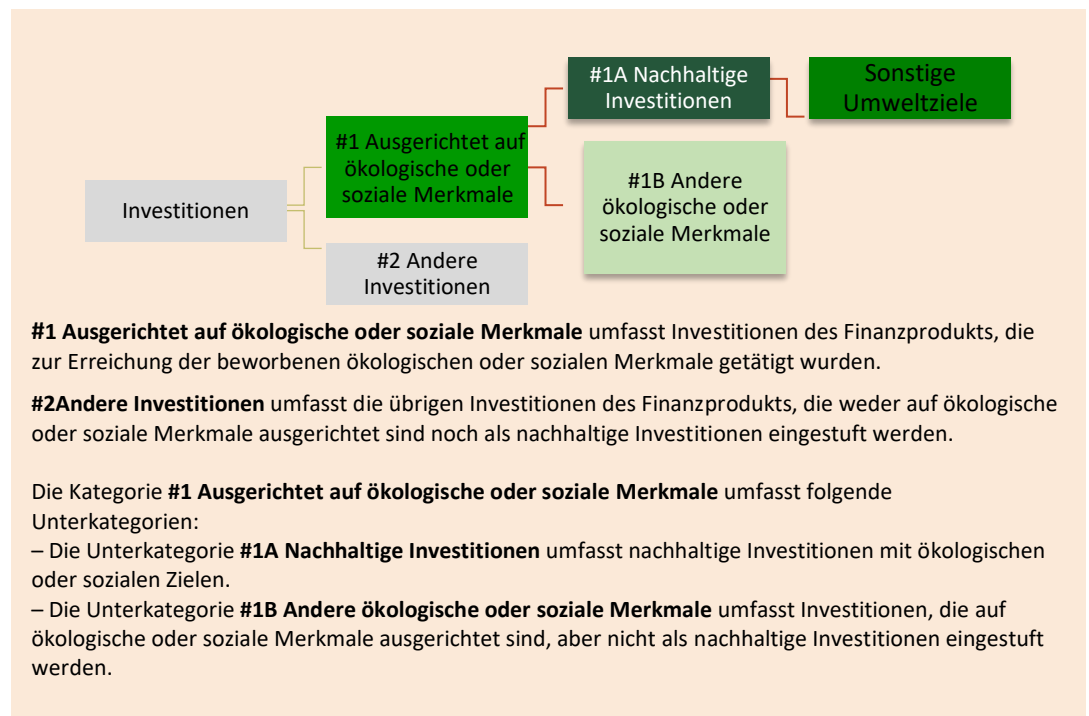 #1A Nachhaltige
Investitionen
Sonstige
Umweltziele
#1 Ausgerichtet auf
ökologische oder
soziale Merkmale
#1B Andere
ökologische oder
soziale Merkmale
Investitionen
#2 Andere
Investitionen
#1 Ausgerichtet auf ökologische oder soziale Merkmale umfasst Investitionen des Finanzprodukts, die
zur Erreichung der beworbenen ökologischen oder sozialen Merkmale getätigt wurden.
#2Andere Investitionen umfasst die übrigen Investitionen des Finanzprodukts, die weder auf ökologische
oder soziale Merkmale ausgerichtet sind noch als nachhaltige Investitionen eingestuft werden.
Die Kategorie #1 Ausgerichtet auf ökologische oder soziale Merkmale umfasst folgende
Unterkategorien:
– Die Unterkategorie #1A Nachhaltige Investitionen umfasst nachhaltige Investitionen mit ökologischen
oder sozialen Zielen.
– Die Unterkategorie #1B Andere ökologische oder soziale Merkmale umfasst Investitionen, die auf
ökologische oder soziale Merkmale ausgerichtet sind, aber nicht als nachhaltige Investitionen eingestuft
werden.